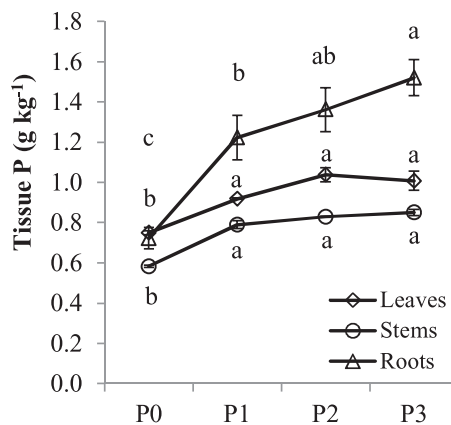 Tissue P (g kg-1)
1.8
1.6
1.4
1.2
1.0
0.8
0.6
0.4
0.2
0.0
c
b
ab
a
b
a
a
a
b
a
a
a
Leaves
Stems
Roots
P0 P1 P2 P3